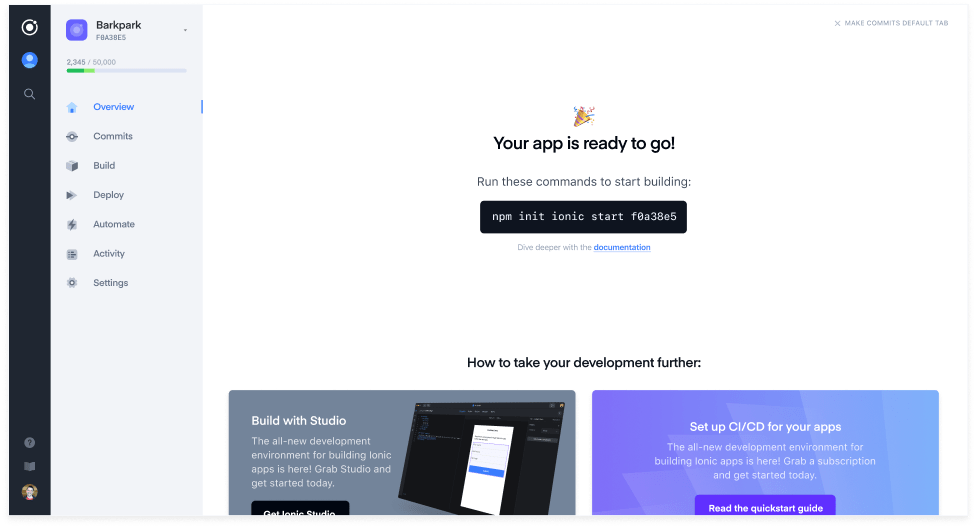 Barkpark
F0A38E5
2,345 / 50,000
Overview
Commits
Build
Deploy
Automate
Activity
Settings
MAKE COMMITS DEFAULT TAB
Your app is ready to go!
Run these commands to start building:
npm init ionic start f0a38e5
Dive deeper with the documentation
How to take your development further:
Build with Studio
The all-new development
environment for building Ionic
apps is here! Grab Studio and
get started today.
Get Ionic Studio
Set up CI/CD for your apps
The all-new development environment for
building Ionic apps is here! Grab a subscription
and get started today.
Read the quickstart guide